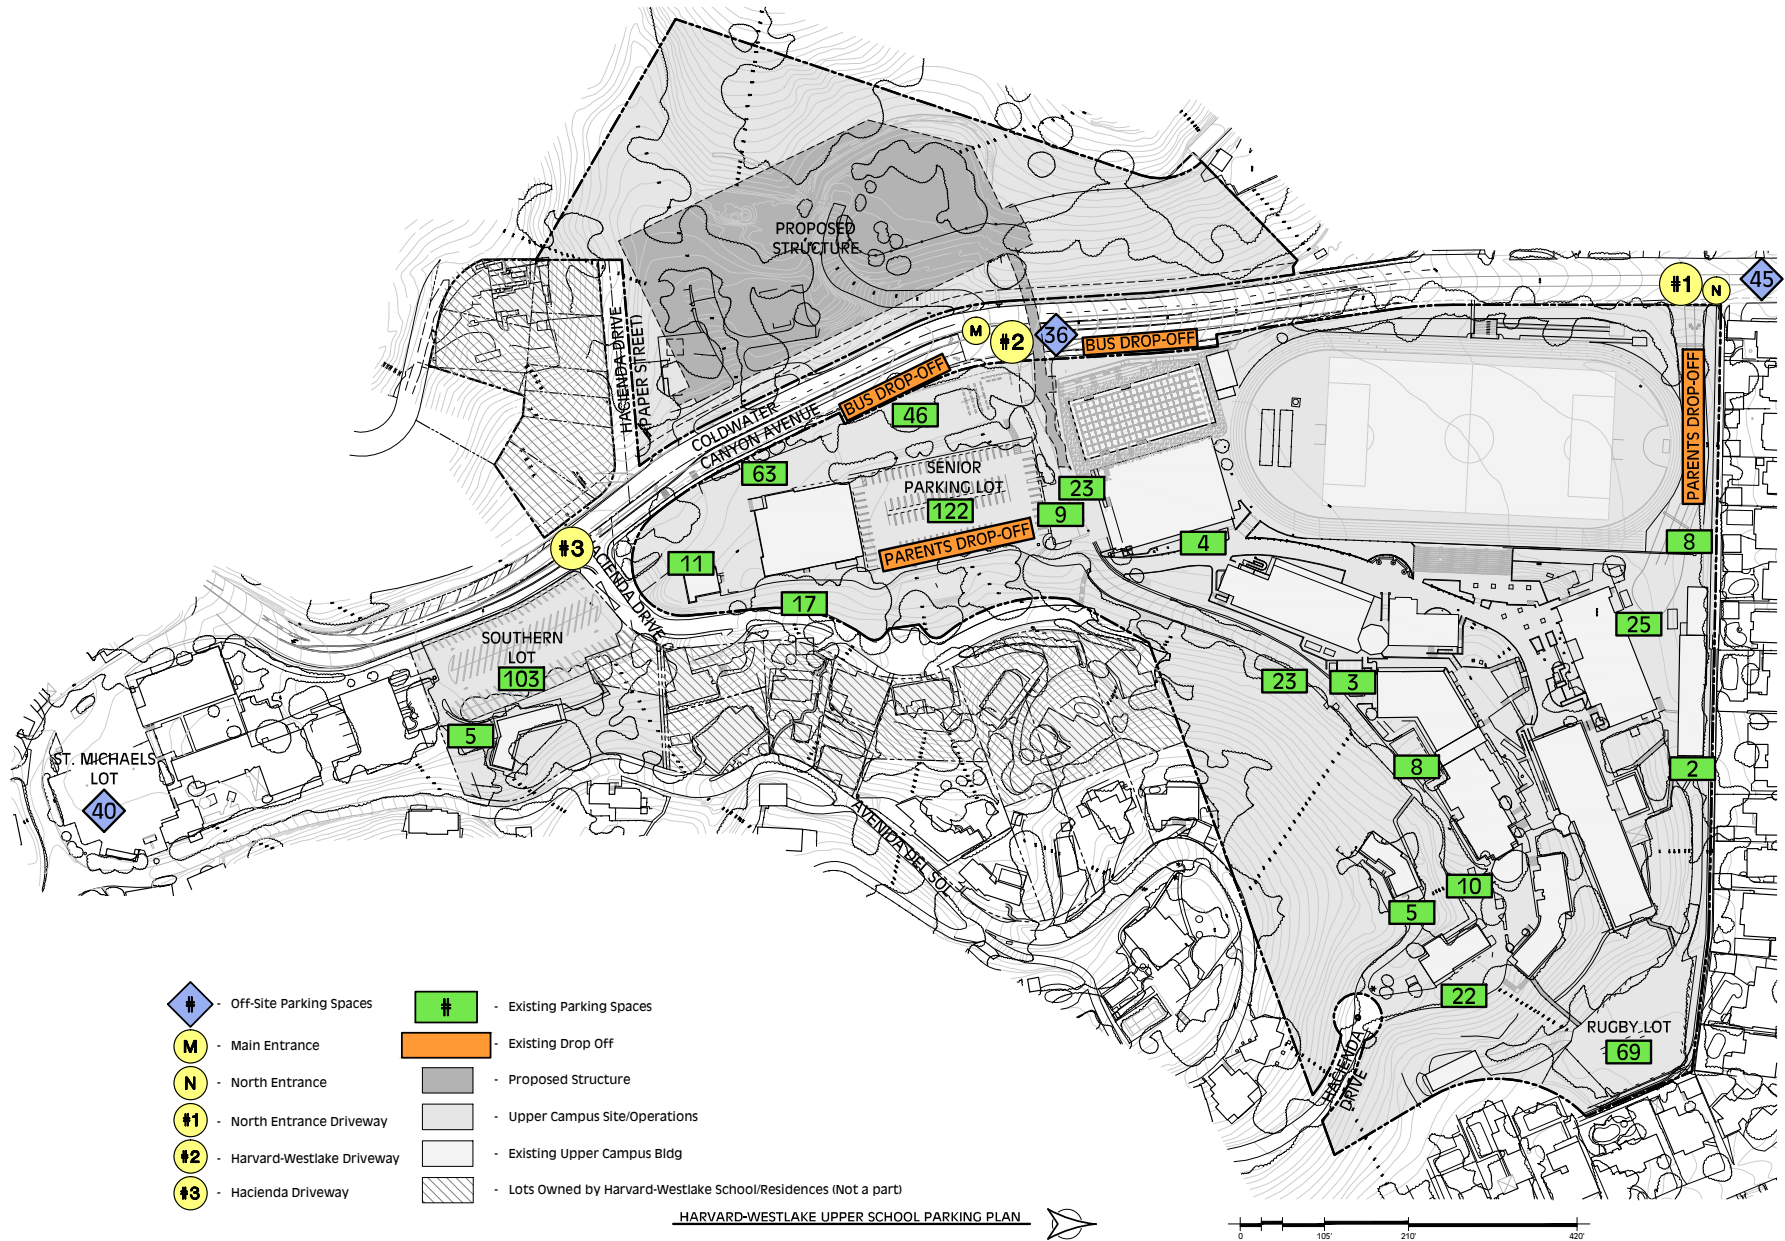 PROPOSED
STRUCTURE
HACIENDA DRIVE
(PAPER STREET)
#1
N
45
M
#2
36
BUS DROP-OFF
BUS DROP-OFF
PARENTS DROP-OFF
COLDWATER
CANYON AVENUE
46
63
SENIOR
PARKING LOT
122
23
9
PARENTS DROP-OFF
4
8
#3
HACIENDA DRIVE
11
17
25
SOUTHERN
LOT
103
5
23
3
8
2
ST. MICHAELS
LOT
40
AVENIDA DEL SOL
10
5
22
RUGBY LOT
69
HACIENDA
DRIVE
# - Off-Site Parking Spaces
M - Main Entrance
N - North Entrance
#1 - North Entrance Driveway
#2 - Harvard-Westlake Driveway
#3 - Hacienda Driveway
# - Existing Parking Spaces
- Existing Drop Off
- Proposed Structure
- Upper Campus Site/Operations
- Existing Upper Campus Bldg
- Lots Owned by Harvard-Westlake School/Residences (Not a part)
HARVARD-WESTLAKE UPPER SCHOOL PARKING PLAN
0 105' 210' 420'